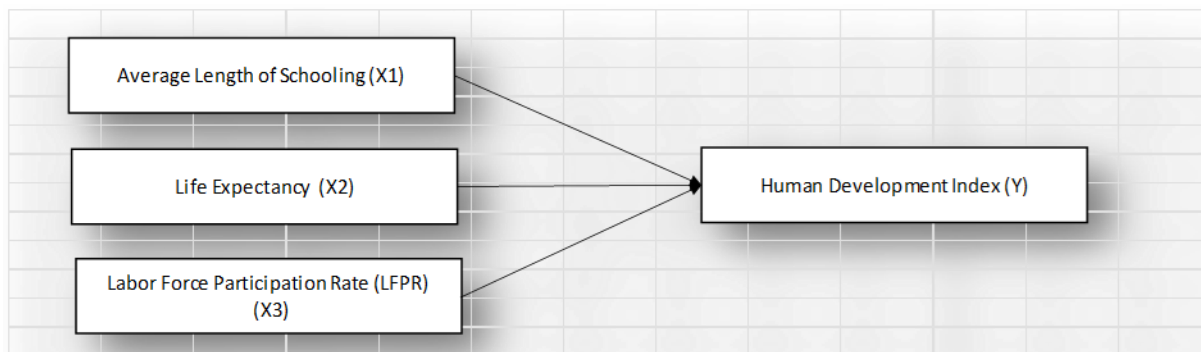 Average Length of Schooling (X1)
Life Expectancy (X2)
Human Development Index (Y)
Labor Force Participation Rate (LFPR)
(X3)